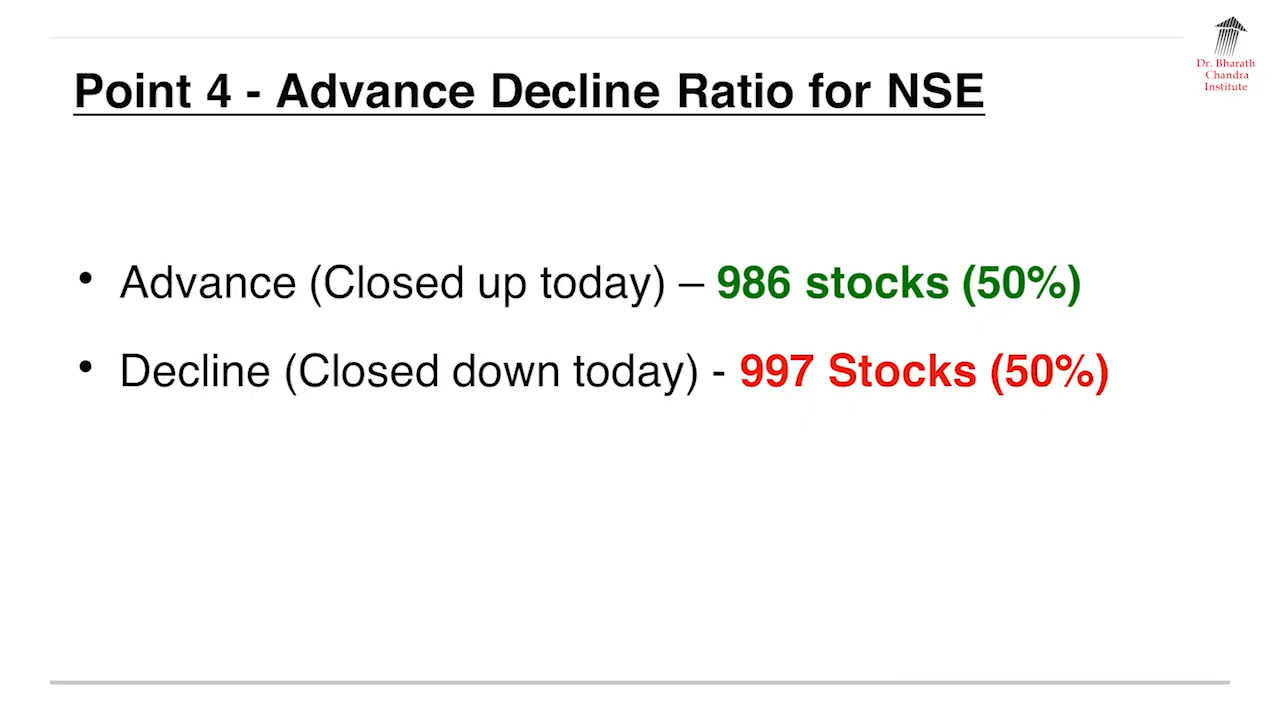 Dr. Bharath
Chandra
Institute
Point 4 - Advance Decline Ratio for NSE
• Advance (Closed up today) – 986 stocks (50%)
• Decline (Closed down today) - 997 Stocks (50%)